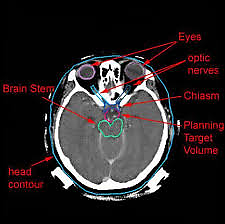 Eyes
optic
nerves
Brain Stem
Chiasm
Planning
Target
Volume
head
contour